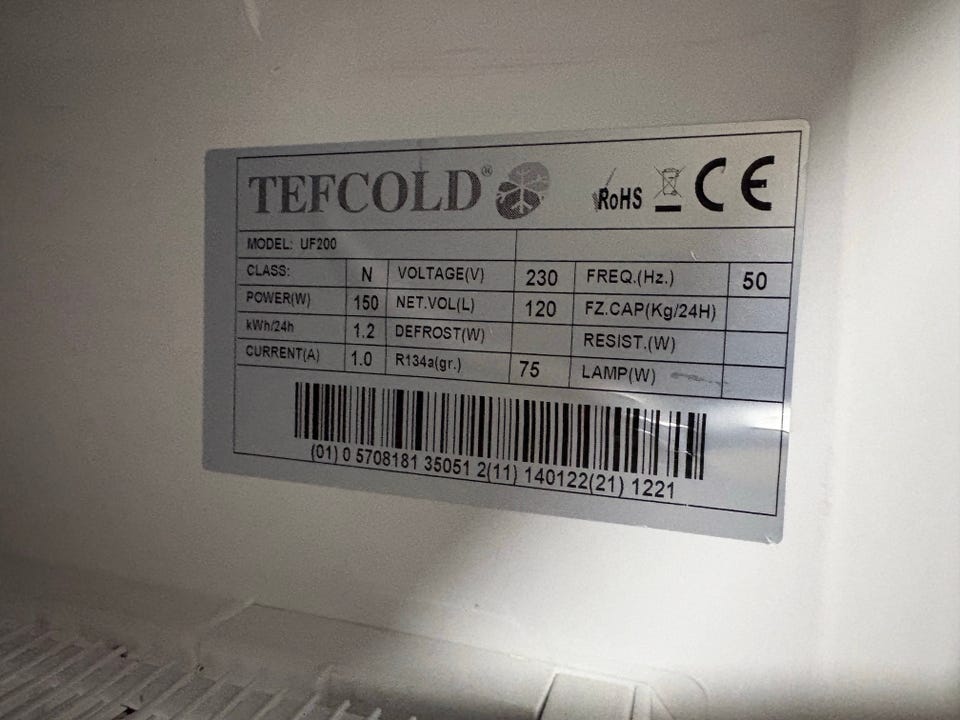 TEFCOLD® RoHS CE
MODEL: UF200
CLASS: N VOLTAGE(V) 230 FREQ.(Hz.) 50
POWER(W) 150 NET.VOL(L) 120 FZ.CAP(Kg/24H)
kWh/24h 1.2 DEFROST(W) RESIST.(W)
CURRENT(A) 1.0 R134a(gr.) 75 LAMP(W)
(01) 0 5708181 35051 2(11) 140122(21) 1221